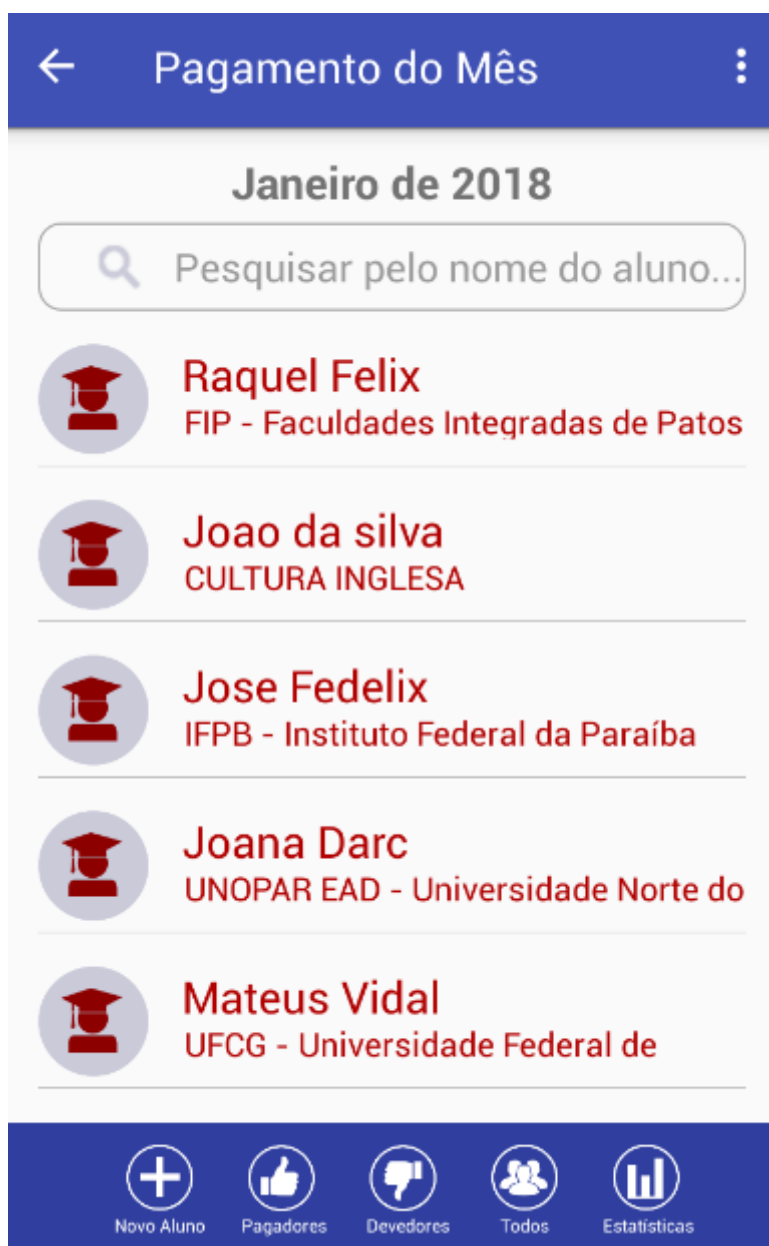 Pagamento do Mês
Janeiro de 2018
Pesquisar pelo nome do aluno...
Raquel Felix
FIP - Faculdades Integradas de Patos
Joao da silva
CULTURA INGLESA
Jose Fedelix
IFPB - Instituto Federal da Paraíba
Joana Darc
UNOPAR EAD - Universidade Norte do
Mateus Vidal
UFCG - Universidade Federal de
Novo Aluno Pagadores Devedores Todos Estatísticas